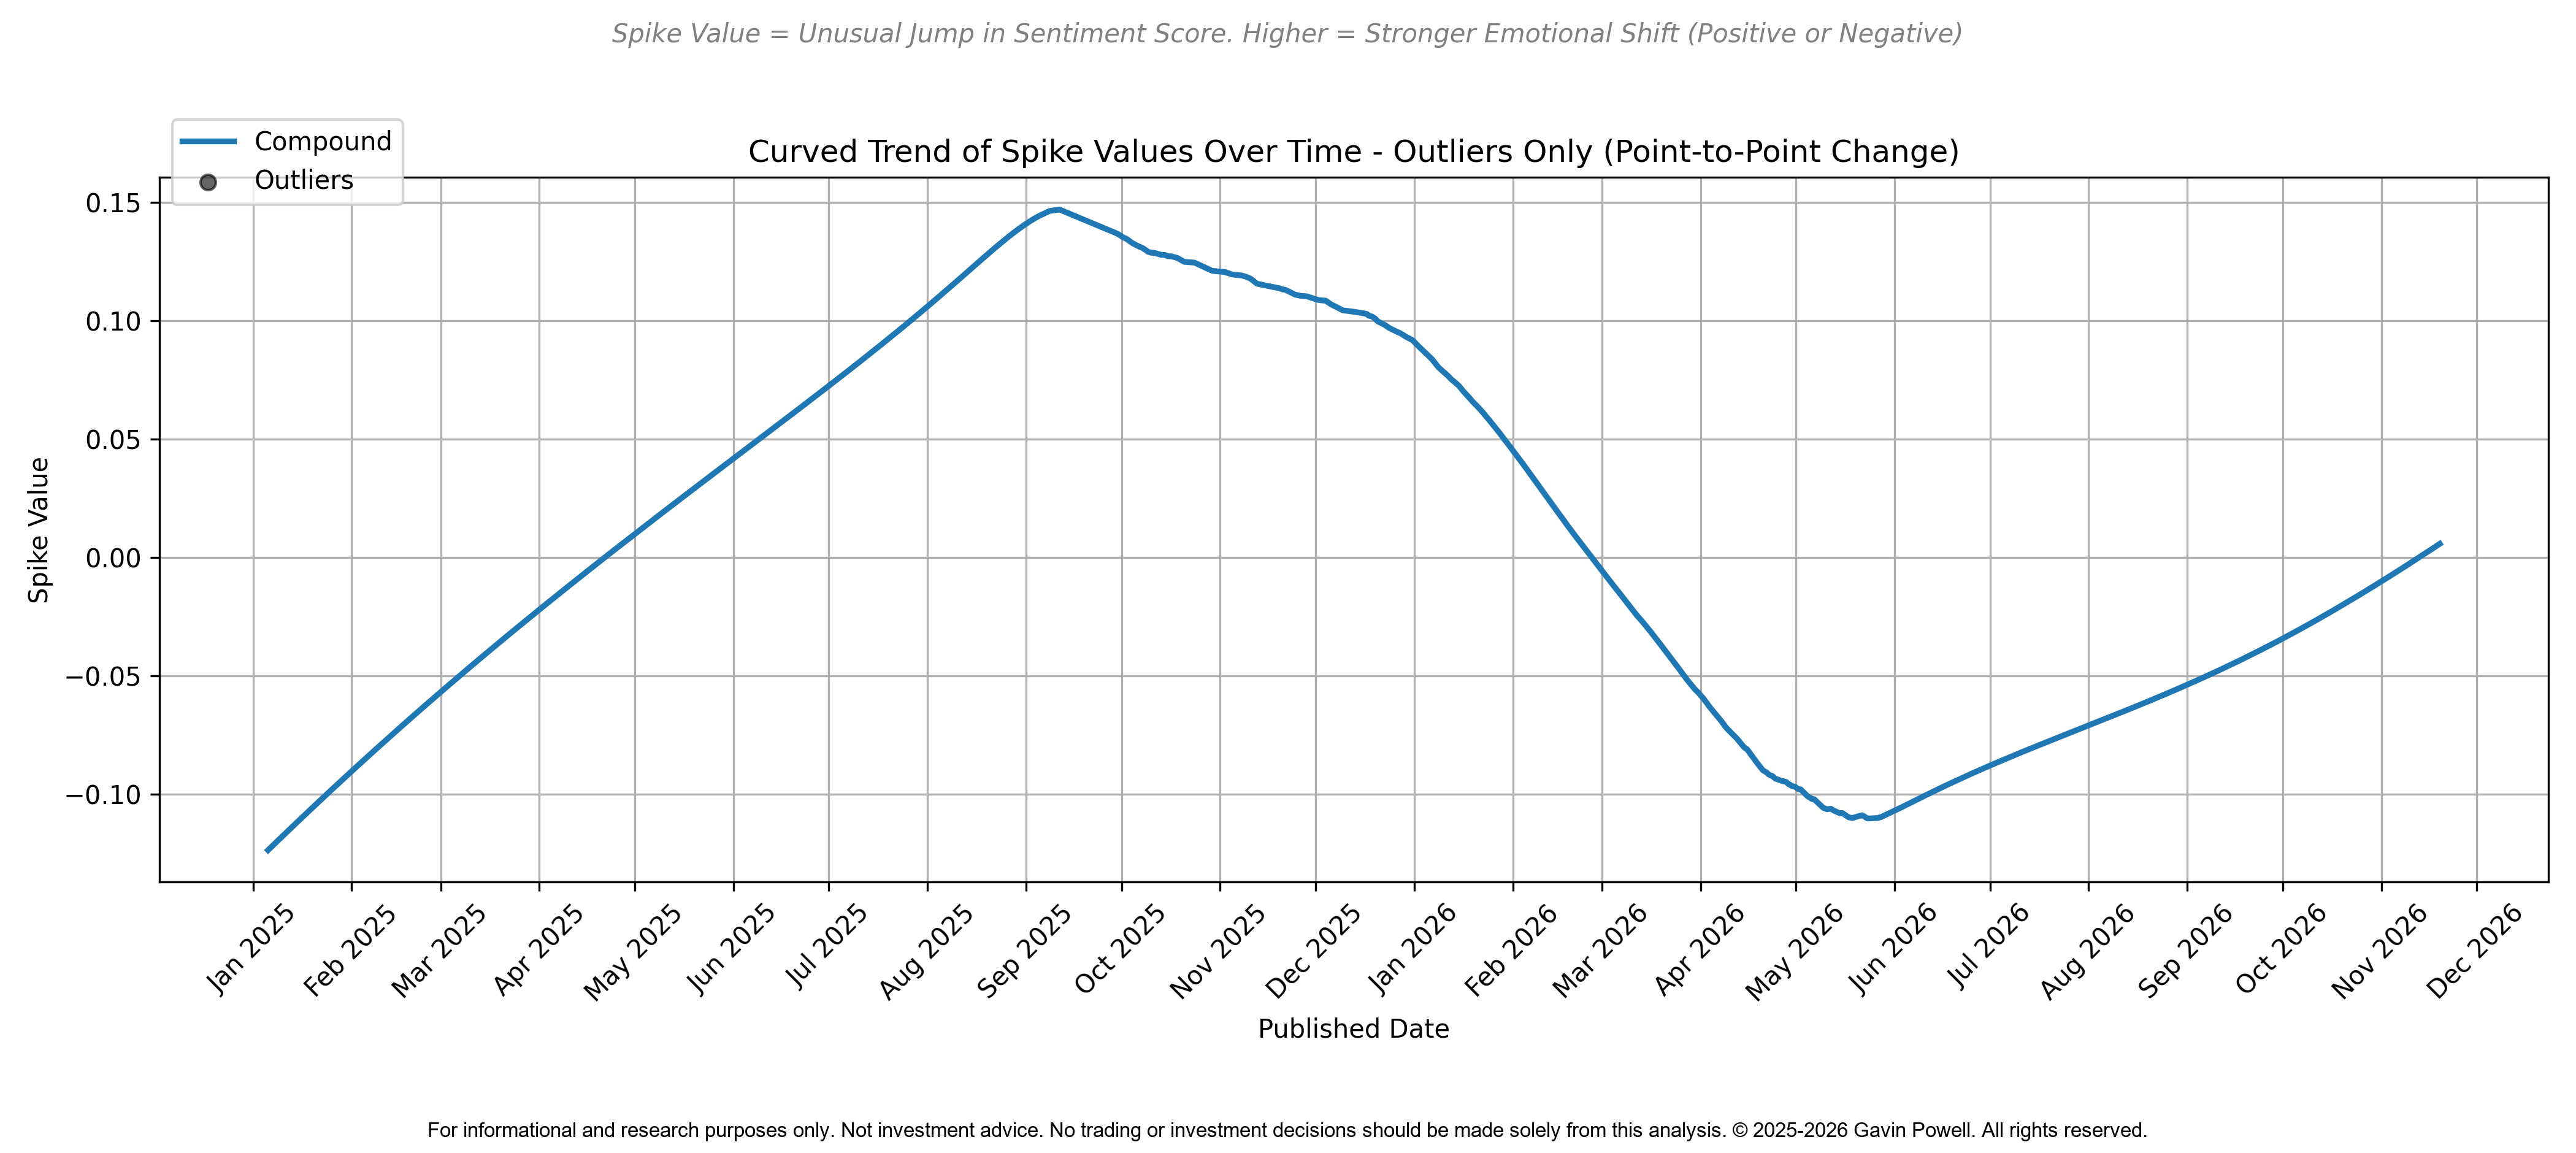 Spike Value = Unusual Jump in Sentiment Score. Higher = Stronger Emotional Shift (Positive or Negative)
Compound
Outliers
Curved Trend of Spike Values Over Time - Outliers Only (Point-to-Point Change)
Spike Value
0.15
0.10
0.05
0.00
−0.05
−0.10
Jan 2025
Feb 2025
Mar 2025
Apr 2025
May 2025
Jun 2025
Jul 2025
Aug 2025
Sep 2025
Oct 2025
Nov 2025
Dec 2025
Jan 2026
Feb 2026
Mar 2026
Apr 2026
May 2026
Jun 2026
Jul 2026
Aug 2026
Sep 2026
Oct 2026
Nov 2026
Dec 2026
Published Date
For informational and research purposes only. Not investment advice. No trading or investment decisions should be made solely from this analysis. © 2025-2026 Gavin Powell. All rights reserved.